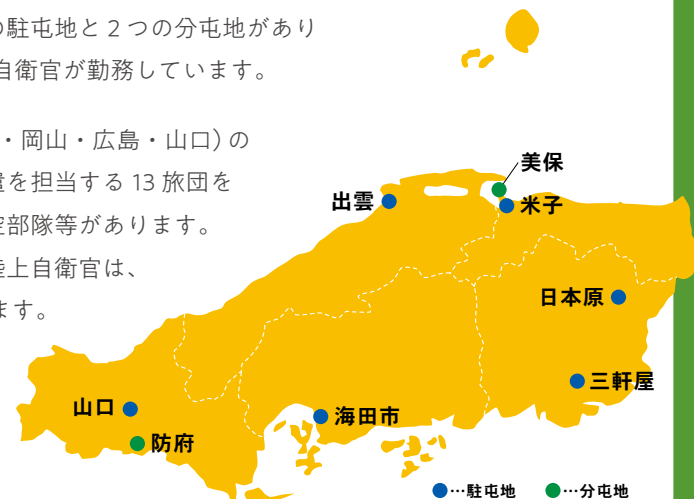 の駐屯地と２つの分屯地があり
自衛官が勤務しています。
・岡山・広島・山口）の
を担当する 13 旅団を
部隊等があります。
陸上自衛官は、
ます。
美保
出雲
米子
日本原
三軒屋
山口
海田市
防府
…駐屯地
…分屯地